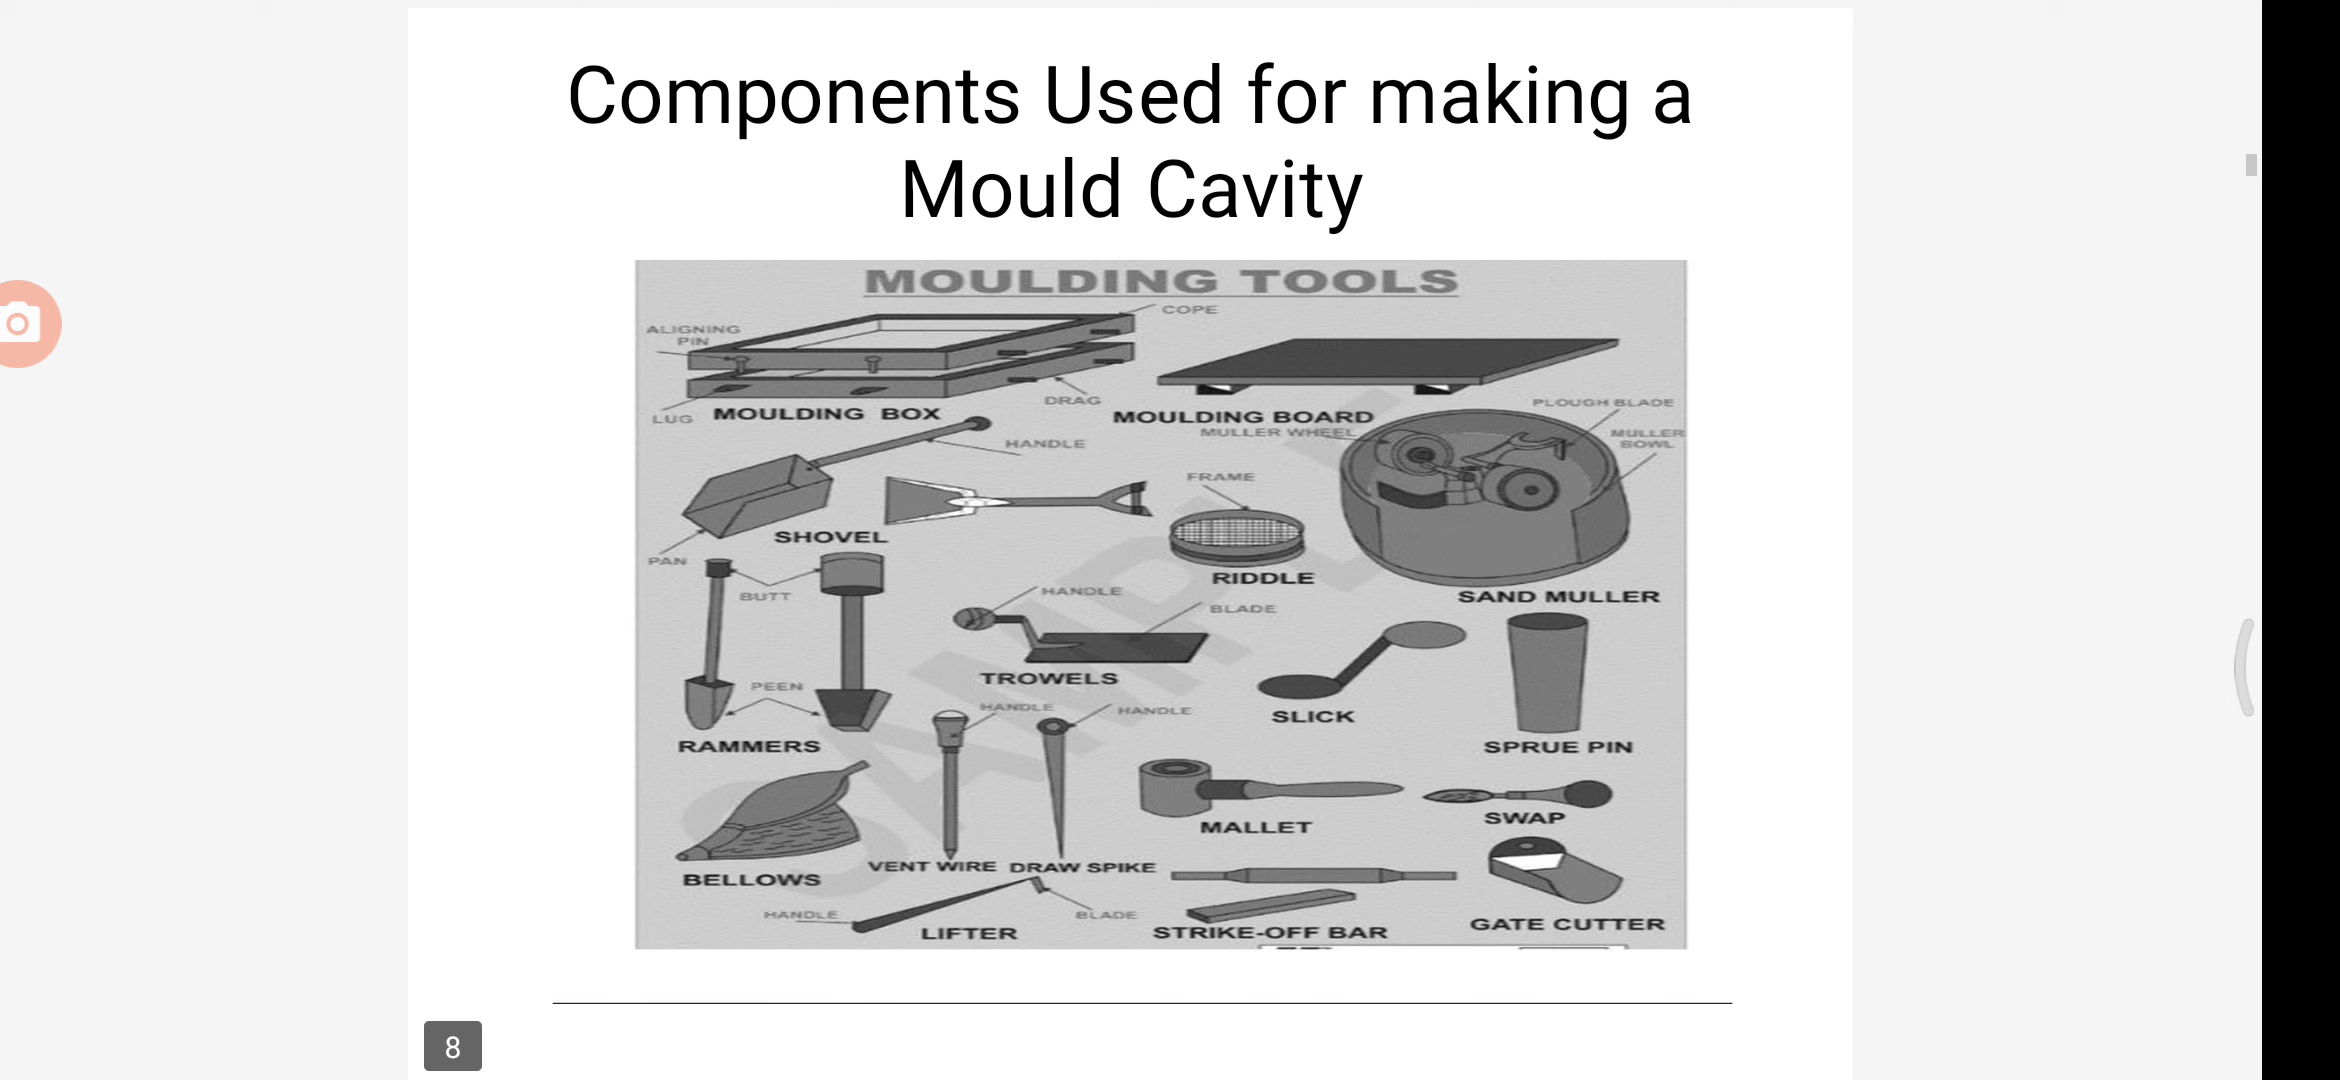 Components Used for making a
Mould Cavity
MOULDING TOOLS
COPE
ALIGNING
PIN
LUG
MOULDING BOX
DRAG
MOULDING BOARD
PLOUGH BLADE
MULLER WHEEL
MULLER
BOWL
HANDLE
FRAME
SHOVEL
PAN
RIDDLE
SAND MULLER
BUTT
HANDLE
BLADE
TROWELS
PEEN
RAMMERS
HANDLE
HANDLE
SLICK
SPRUE PIN
SAMPLE
MALLET
SWAP
VENT WIRE
DRAW SPIKE
BELLOWS
HANDLE
BLADE
LIFTER
STRIKE-OFF BAR
GATE CUTTER
8